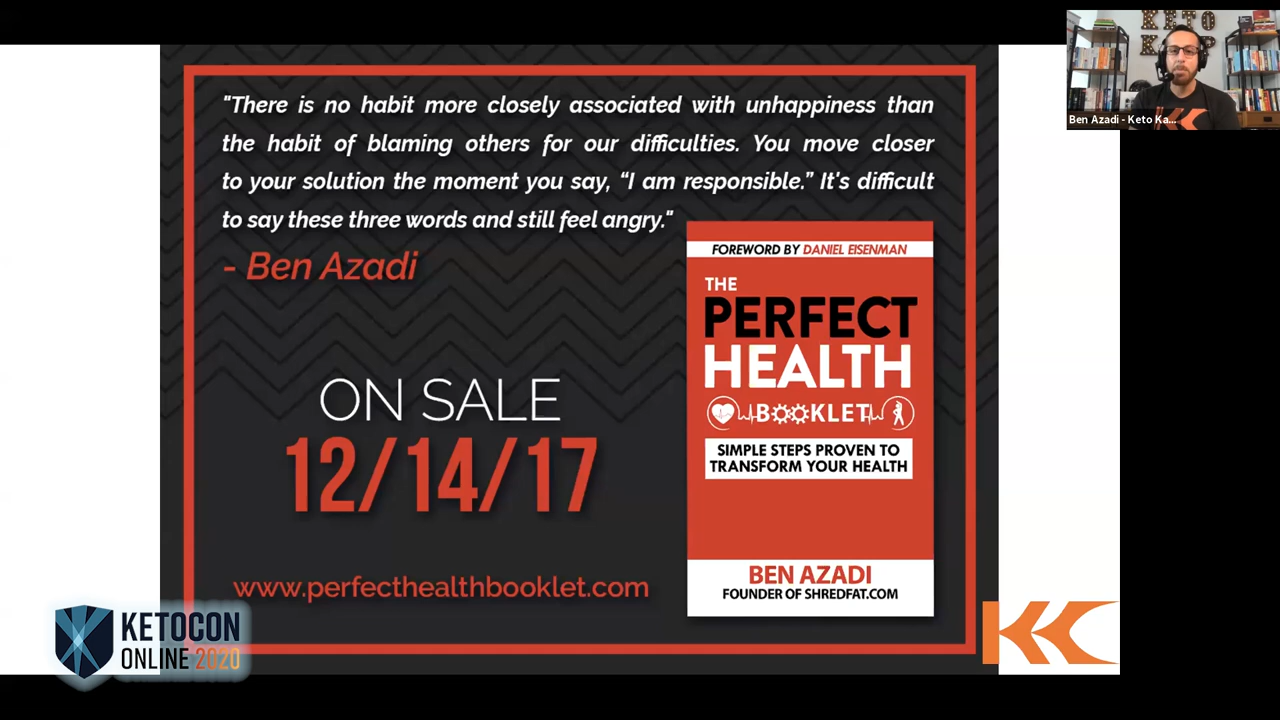 KETO
Ben Azadi - Keto Ka...
"There is no habit more closely associated with unhappiness than
the habit of blaming others for our difficulties. You move closer
to your solution the moment you say, “I am responsible.” It's difficult
to say these three words and still feel angry."
- Ben Azadi
FOREWORD BY DANIEL EISENMAN
THE
PERFECT
HEALTH
BOOKLET
SIMPLE STEPS PROVEN TO
TRANSFORM YOUR HEALTH
BEN AZADI
FOUNDER OF SHREDFAT.COM
ON SALE
12/14/17
www.perfecthealthbooklet.com
KETOCON
ONLINE 2020
KK